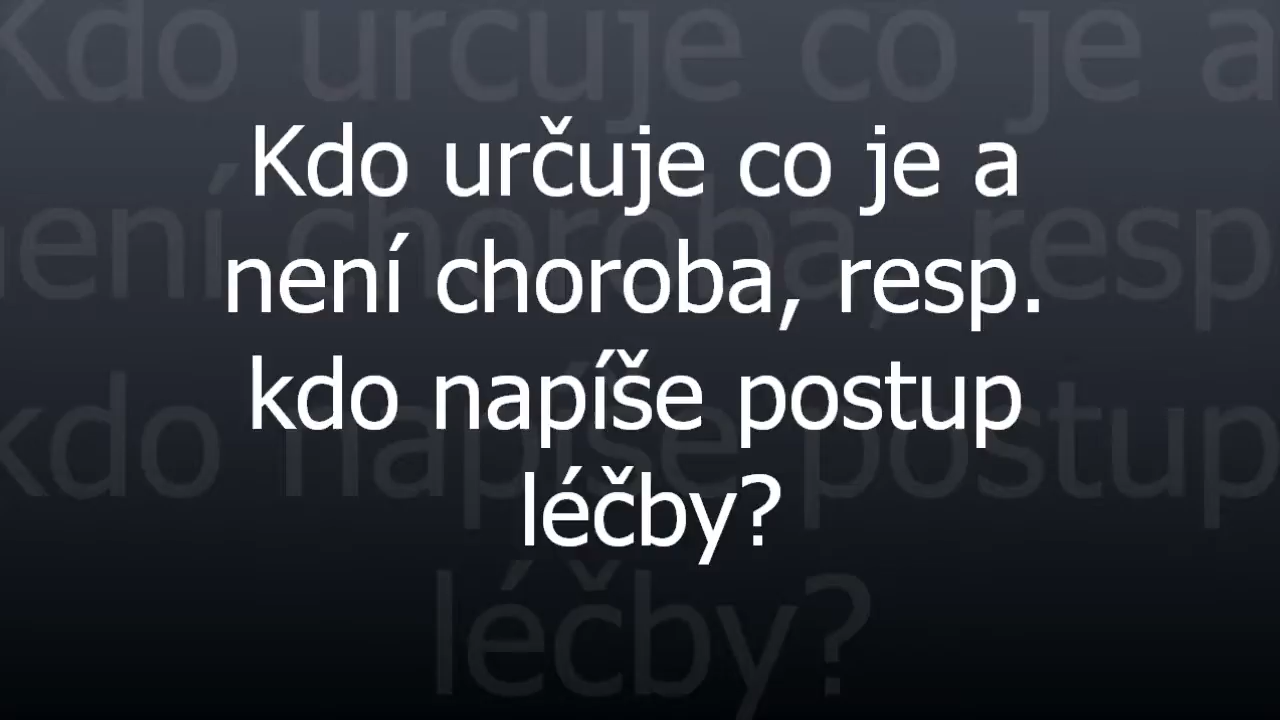 Kdo určuje co je a
není choroba, resp.
kdo napíše postup
léčby?